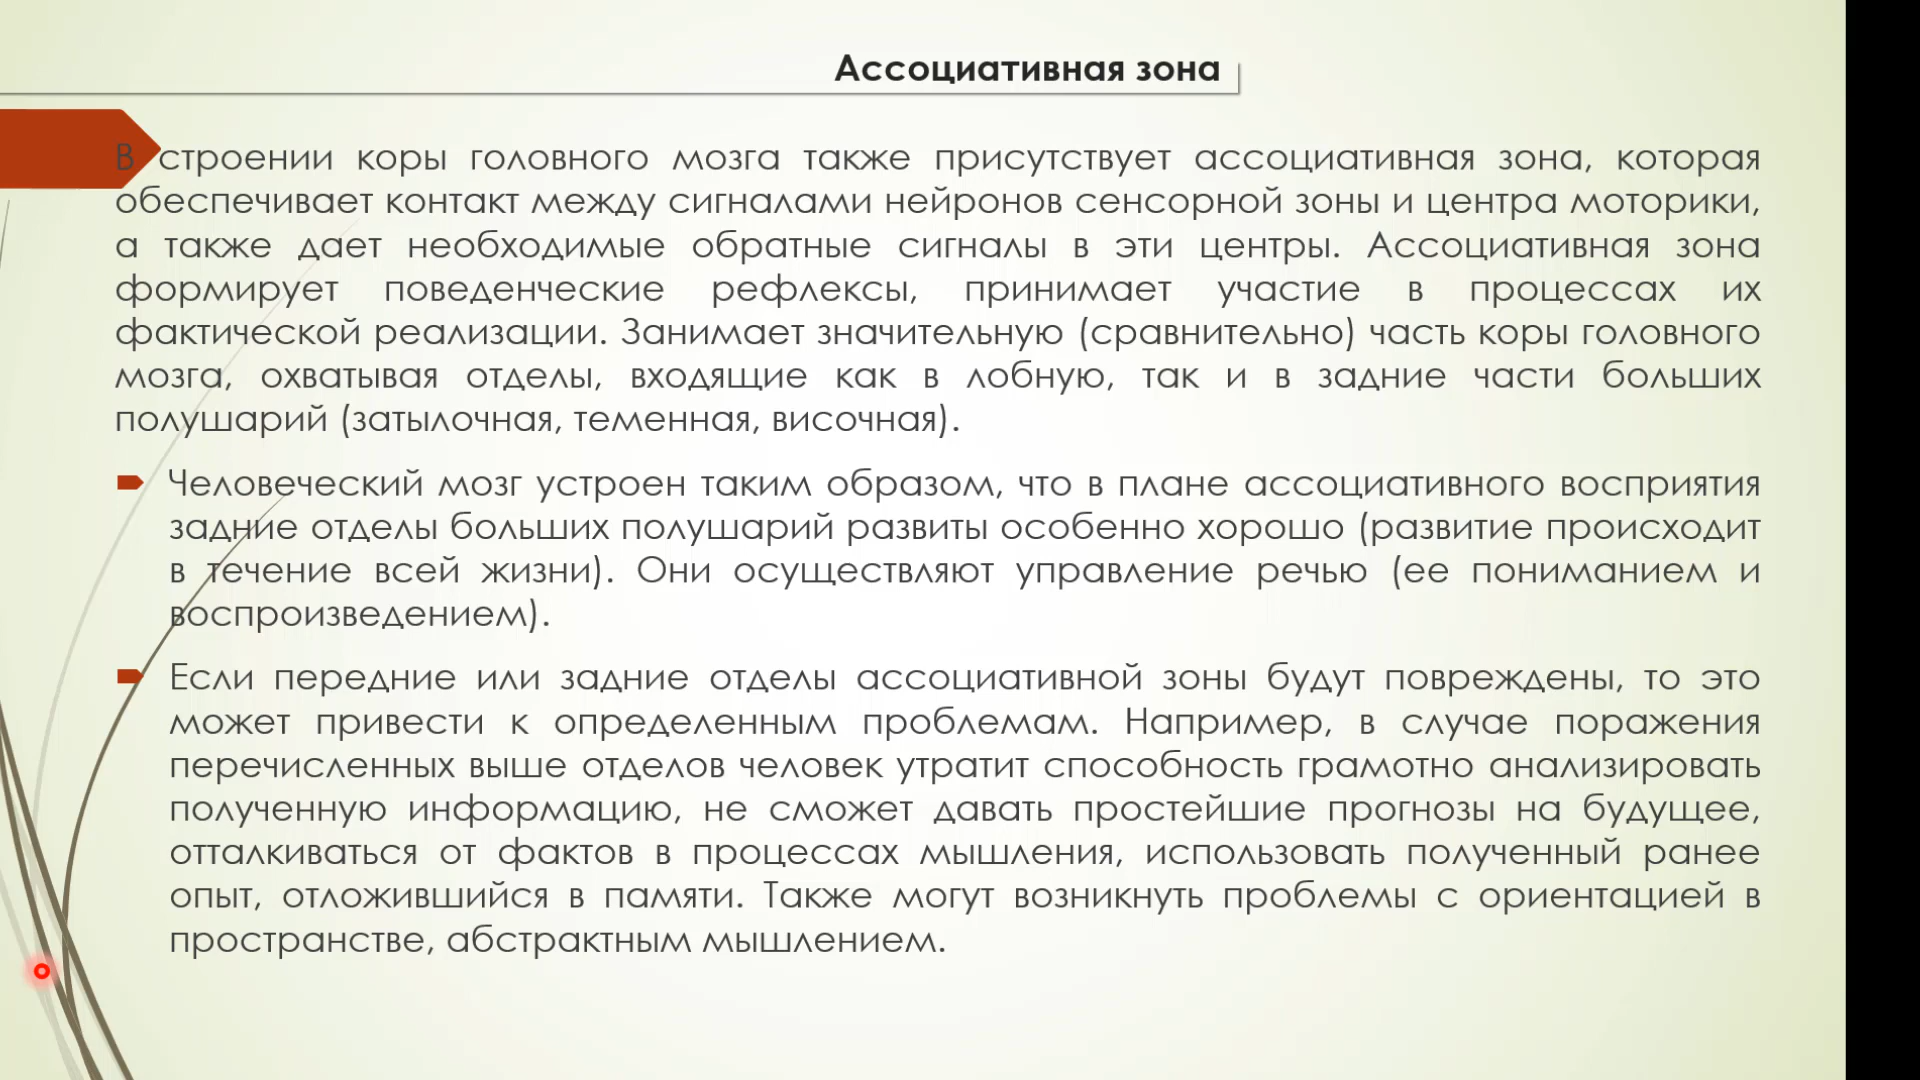 Ассоциативная зона
В строении коры головного мозга также присутствует ассоциативная зона, которая
обеспечивает контакт между сигналами нейронов сенсорной зоны и центра моторики,
а также дает необходимые обратные сигналы в эти центры. Ассоциативная зона
формирует поведенческие рефлексы, принимает участие в процессах их
фактической реализации. Занимает значительную (сравнительно) часть коры головного
мозга, охватывая отделы, входящие как в лобную, так и в задние части больших
полушарий (затылочная, теменная, височная).
Человеческий мозг устроен таким образом, что в плане ассоциативного восприятия
задние отделы больших полушарий развиты особенно хорошо (развитие происходит
в течение всей жизни). Они осуществляют управление речью (ее пониманием и
воспроизведением).
Если передние или задние отделы ассоциативной зоны будут повреждены, то это
может привести к определенным проблемам. Например, в случае поражения
перечисленных выше отделов человек утратит способность грамотно анализировать
полученную информацию, не сможет давать простейшие прогнозы на будущее,
отталкиваться от фактов в процессах мышления, использовать полученный ранее
опыт, отложившийся в памяти. Также могут возникнуть проблемы с ориентацией в
пространстве, абстрактным мышлением.